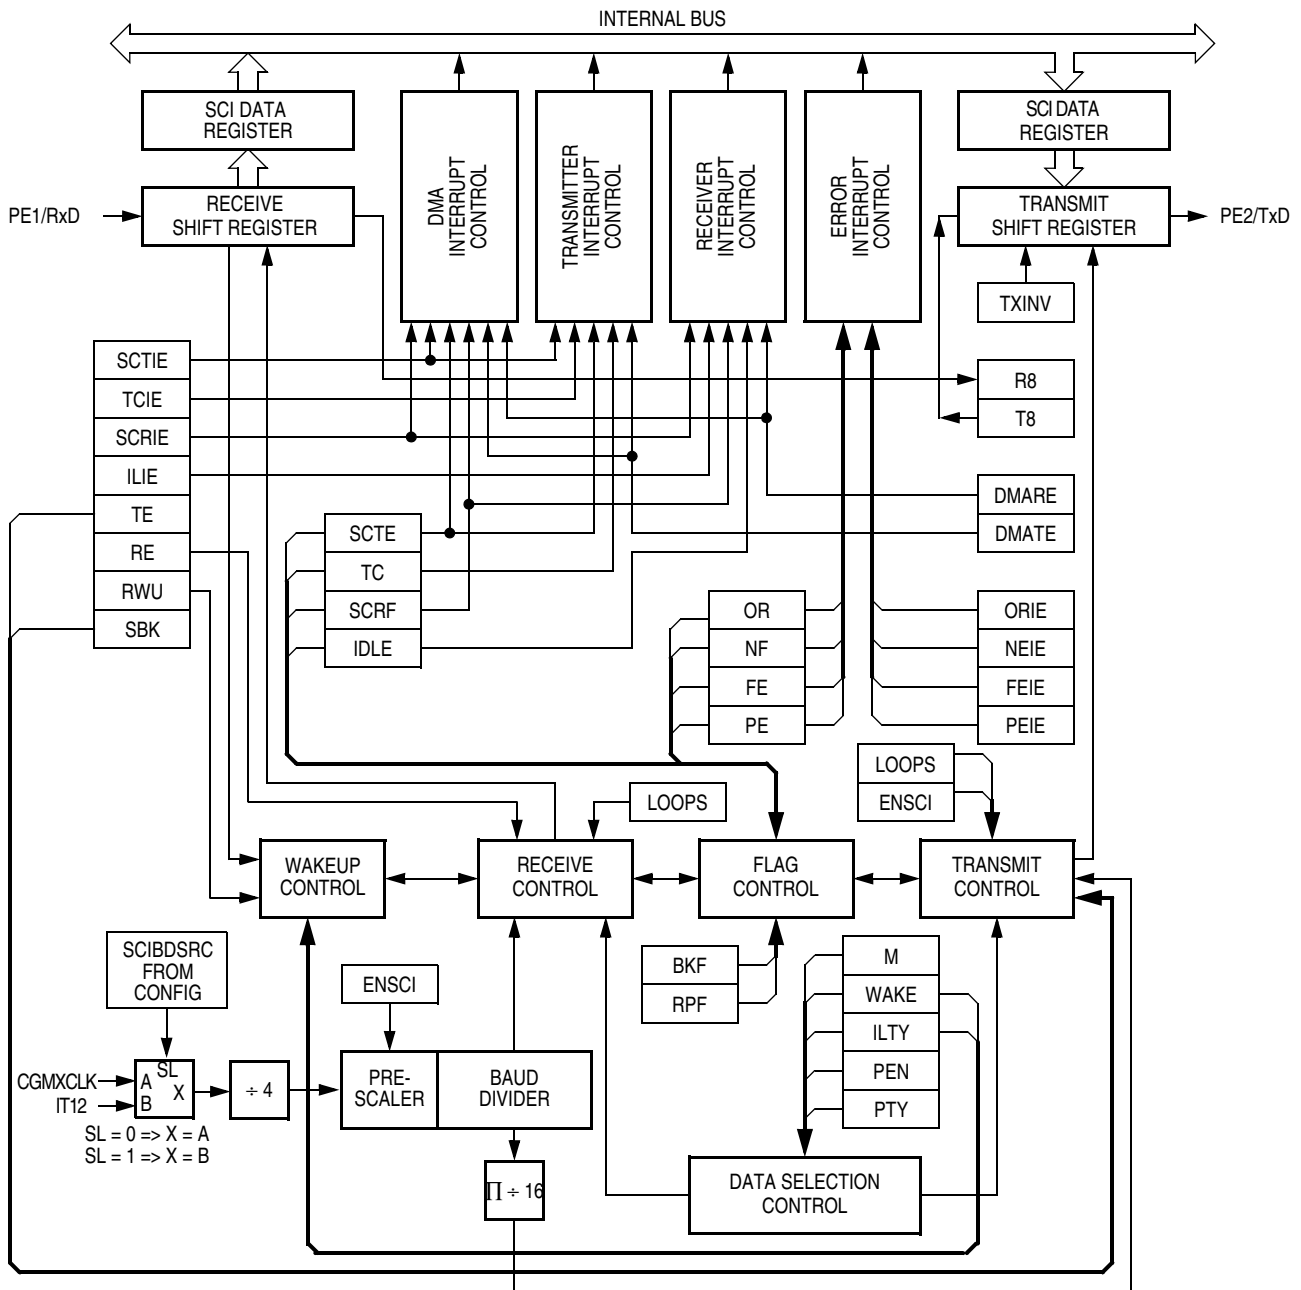 INTERNAL BUS
SCI DATA
REGISTER
DMA
INTERRUPT
CONTROL
TRANSMITTER
INTERRUPT
CONTROL
RECEIVER
INTERRUPT
CONTROL
ERROR
INTERRUPT
CONTROL
SCI DATA
REGISTER
PE1/RxD
RECEIVE
SHIFT REGISTER
TRANSMIT
SHIFT REGISTER
PE2/TxD
TXINV
SCTIE
TCIE
SCRIE
ILIE
TE
RE
RWU
SBK
R8
T8
DMARE
DMATE
SCTE
TC
SCRF
IDLE
OR
NF
FE
PE
ORIE
NEIE
FEIE
PEIE
LOOPS
LOOPS
ENSCI
WAKEUP
CONTROL
RECEIVE
CONTROL
FLAG
CONTROL
TRANSMIT
CONTROL
SCIBDSRC
FROM
CONFIG
ENSCI
BKF
RPF
M
WAKE
ILTY
PEN
PTY
CGMXCLK
IT12
SL
A
X
B
÷ 4
PRE-
SCALER
BAUD
DIVIDER
SL = 0 => X = A
SL = 1 => X = B
∏ ÷ 16
DATA SELECTION
CONTROL